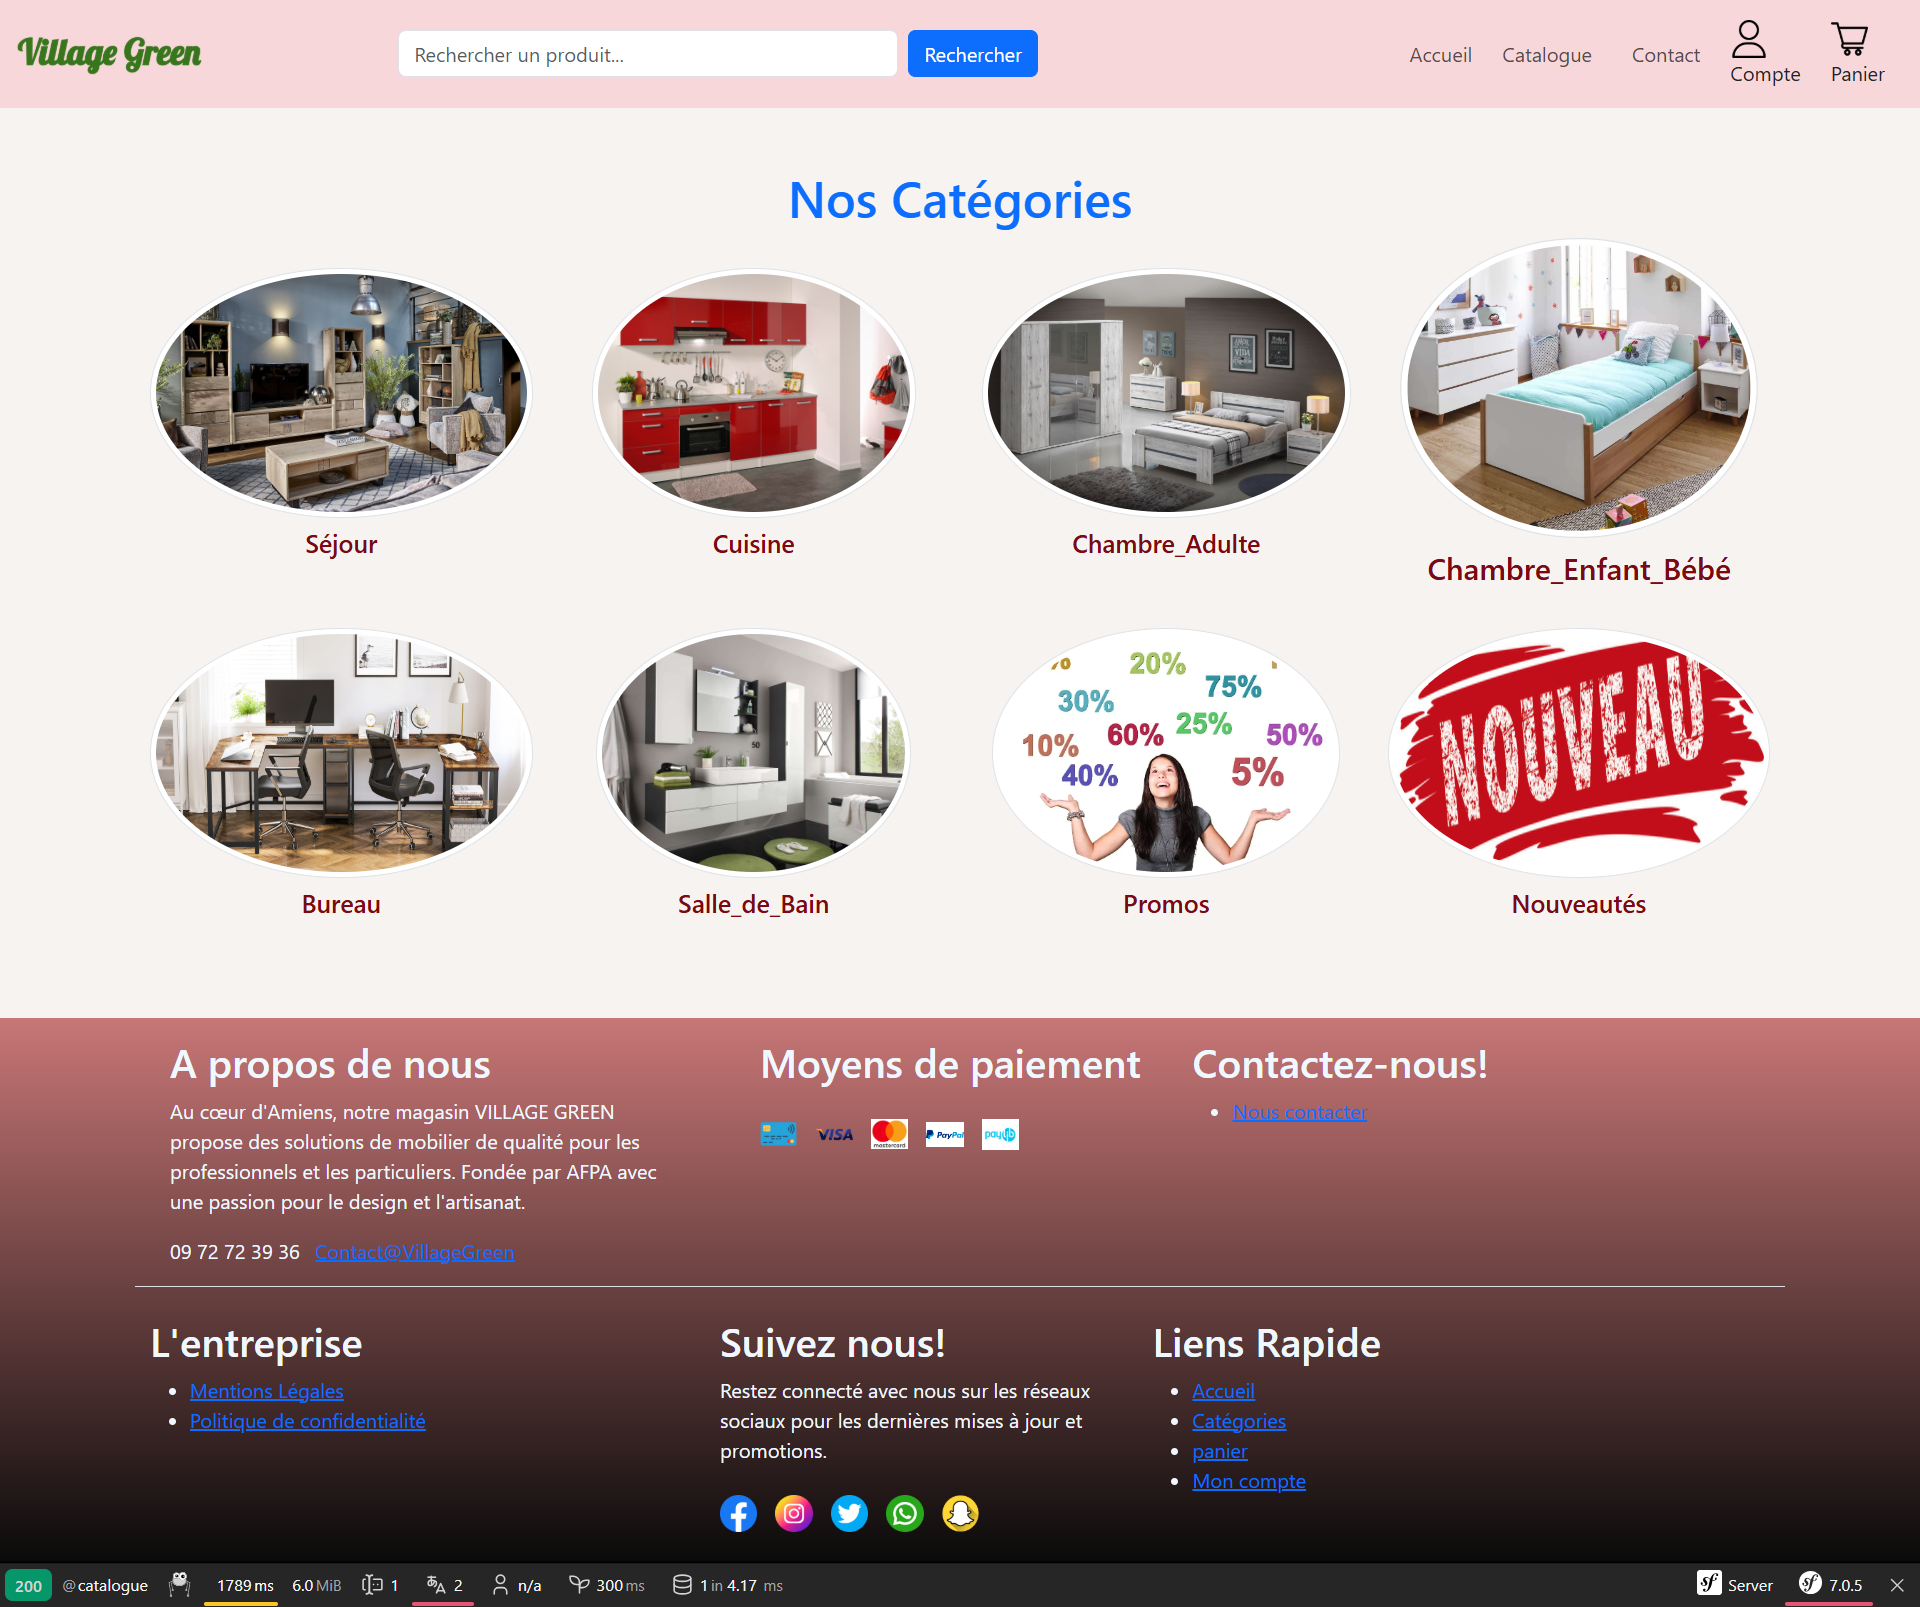 Village Green
Rechercher un produit...
Rechercher
Accueil
Catalogue
Contact
Compte
Panier
Nos Catégories
Séjour
Cuisine
Chambre_Adulte
Chambre_Enfant_Bébé
20%
75%
30%
25%
60%
50%
10%
40%
5%
NOUVEAU
Bureau
Salle_de_Bain
Promos
Nouveautés
A propos de nous
Au cœur d'Amiens, notre magasin VILLAGE GREEN
propose des solutions de mobilier de qualité pour les
professionnels et les particuliers. Fondée par AFPA avec
une passion pour le design et l'artisanat.
09 72 72 39 36 Contact@VillageGreen
Moyens de paiement
VISA
mastercard
PayPal
Contactez-nous!
Nous contacter
L'entreprise
Mentions Légales
Politique de confidentialité
Suivez nous!
Restez connecté avec nous sur les réseaux
sociaux pour les dernières mises à jour et
promotions.
Liens Rapide
Accueil
Catégories
panier
Mon compte
200 @catalogue 1789 ms 6.0 MiB 1 2 n/a 300 ms 1 in 4.17 ms sf Server sf 7.0.5